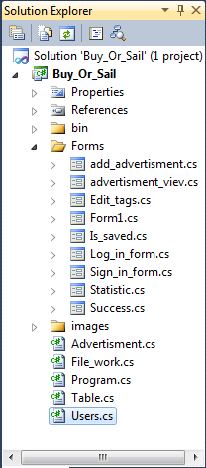 Solution Explorer
Solution 'Buy_Or_Sail' (1 project)
Buy_Or_Sail
Properties
References
bin
Forms
add_advertisment.cs
advertisment_viev.cs
Edit_tags.cs
Form1.cs
Is_saved.cs
Log_in_form.cs
Sign_in_form.cs
Statistic.cs
Success.cs
images
Advertisment.cs
File_work.cs
Program.cs
Table.cs
Users.cs